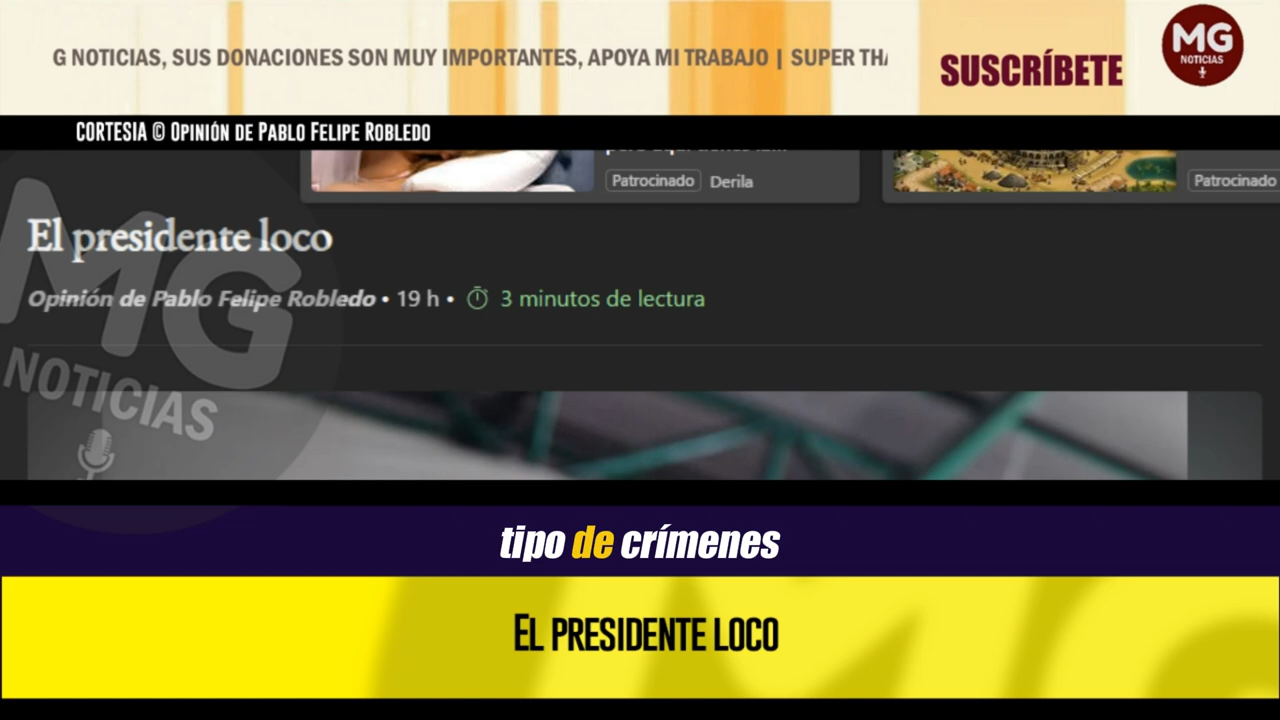 G NOTICIAS, SUS DONACIONES SON MUY IMPORTANTES, APOYA MI TRABAJO | SUPER THA
SUSCRÍBETE
MG
NOTICIAS
CORTESIA © OPINIÓN DE PABLO FELIPE ROBLEDO
Patrocinado Derila
Patrocinado
El presidente loco
Opinión de Pablo Felipe Robledo • 19 h • 3 minutos de lectura
MG
NOTICIAS
tipo de crímenes
EL PRESIDENTE LOCO